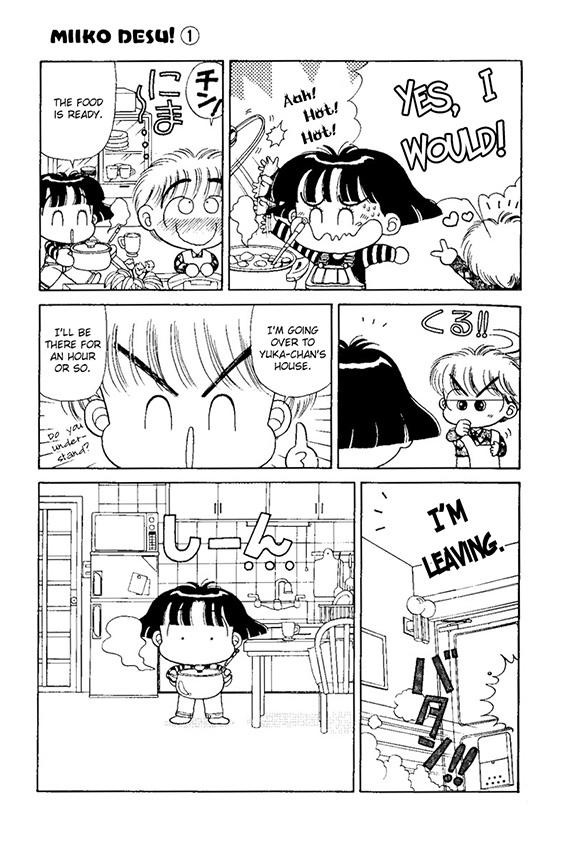 MIIKO DESU! ①
YES, I
WOULD!
Aah!
Hot!
Hot!
チン!
にま
THE FOOD
IS READY.
くる!!
I'M GOING
OVER TO
YUKA-CHAN'S
HOUSE.
I'LL BE
THERE FOR
AN HOUR
OR SO.
Do you
under-
stand?
I'M
LEAVING.
バタン!!
しーん
...